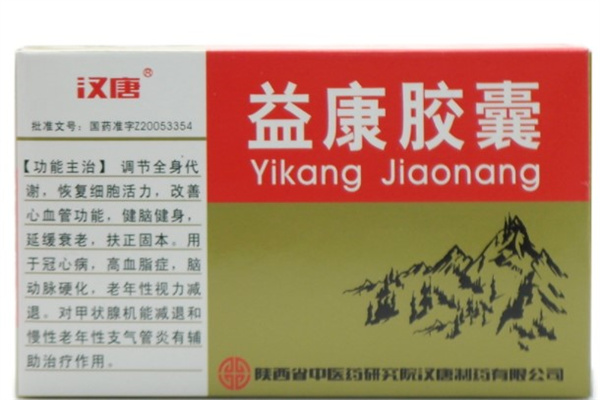 汉唐®
批准文号：国药准字Z20053354
【功能主治】 调节全身代
谢，恢复细胞活力，改善
心血管功能，健脑健身，
延缓衰老，扶正固本。用
于冠心病，高血脂症，脑
动脉硬化，老年性视力减
退。对甲状腺机能减退和
慢性老年性支气管炎有辅
助治疗作用。
益康胶囊
Yikang Jiaonang
陕西省中医药研究院汉唐制药有限公司